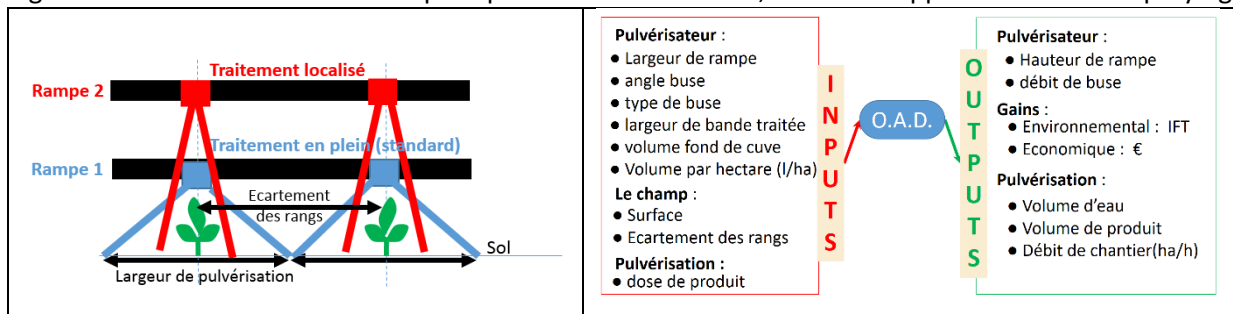 Traitement localisé
Rampe 2
Traitement en plein (standard)
Rampe 1
Ecartement
des rangs
Sol
Largeur de pulvérisation
Pulvérisateur :
● Largeur de rampe
● angle buse
● type de buse
● largeur de bande traitée
● volume fond de cuve
● Volume par hectare (l/ha)
Le champ :
● Surface
● Ecartement des rangs
Pulvérisation :
● dose de produit
INPUTS
O.A.D.
OUTPUTS
Pulvérisateur :
● Hauteur de rampe
● débit de buse
Gains :
● Environnemental : IFT
● Economique : €
Pulvérisation :
● Volume d'eau
● Volume de produit
● Débit de chantier(ha/h)